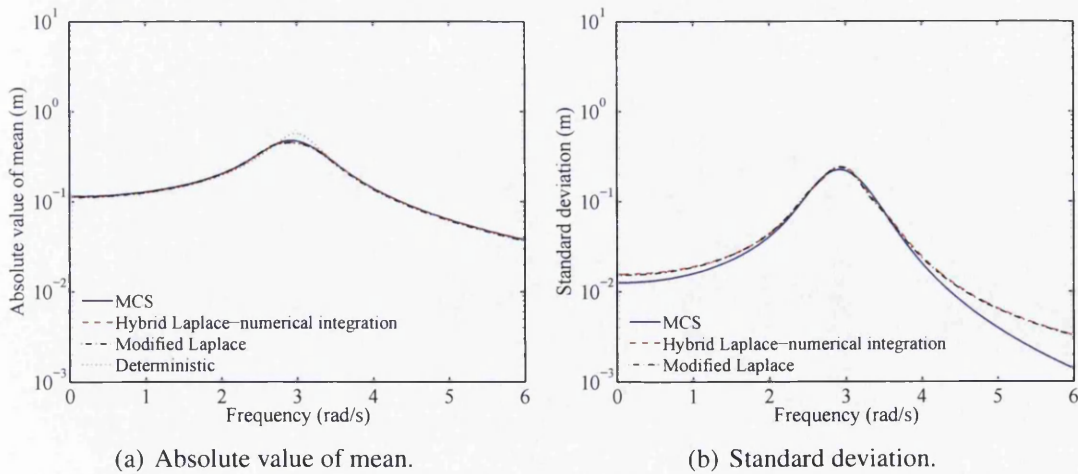 10^1
10^0
10^-1
10^-2
10^-3
Absolute value of mean (m)
MCS
Hybrid Laplace−numerical integration
Modified Laplace
Deterministic
0 1 2 3 4 5 6
Frequency (rad/s)
(a) Absolute value of mean.
10^1
10^0
10^-1
10^-2
10^-3
Standard deviation (m)
MCS
Hybrid Laplace−numerical integration
Modified Laplace
0 1 2 3 4 5 6
Frequency (rad/s)
(b) Standard deviation.